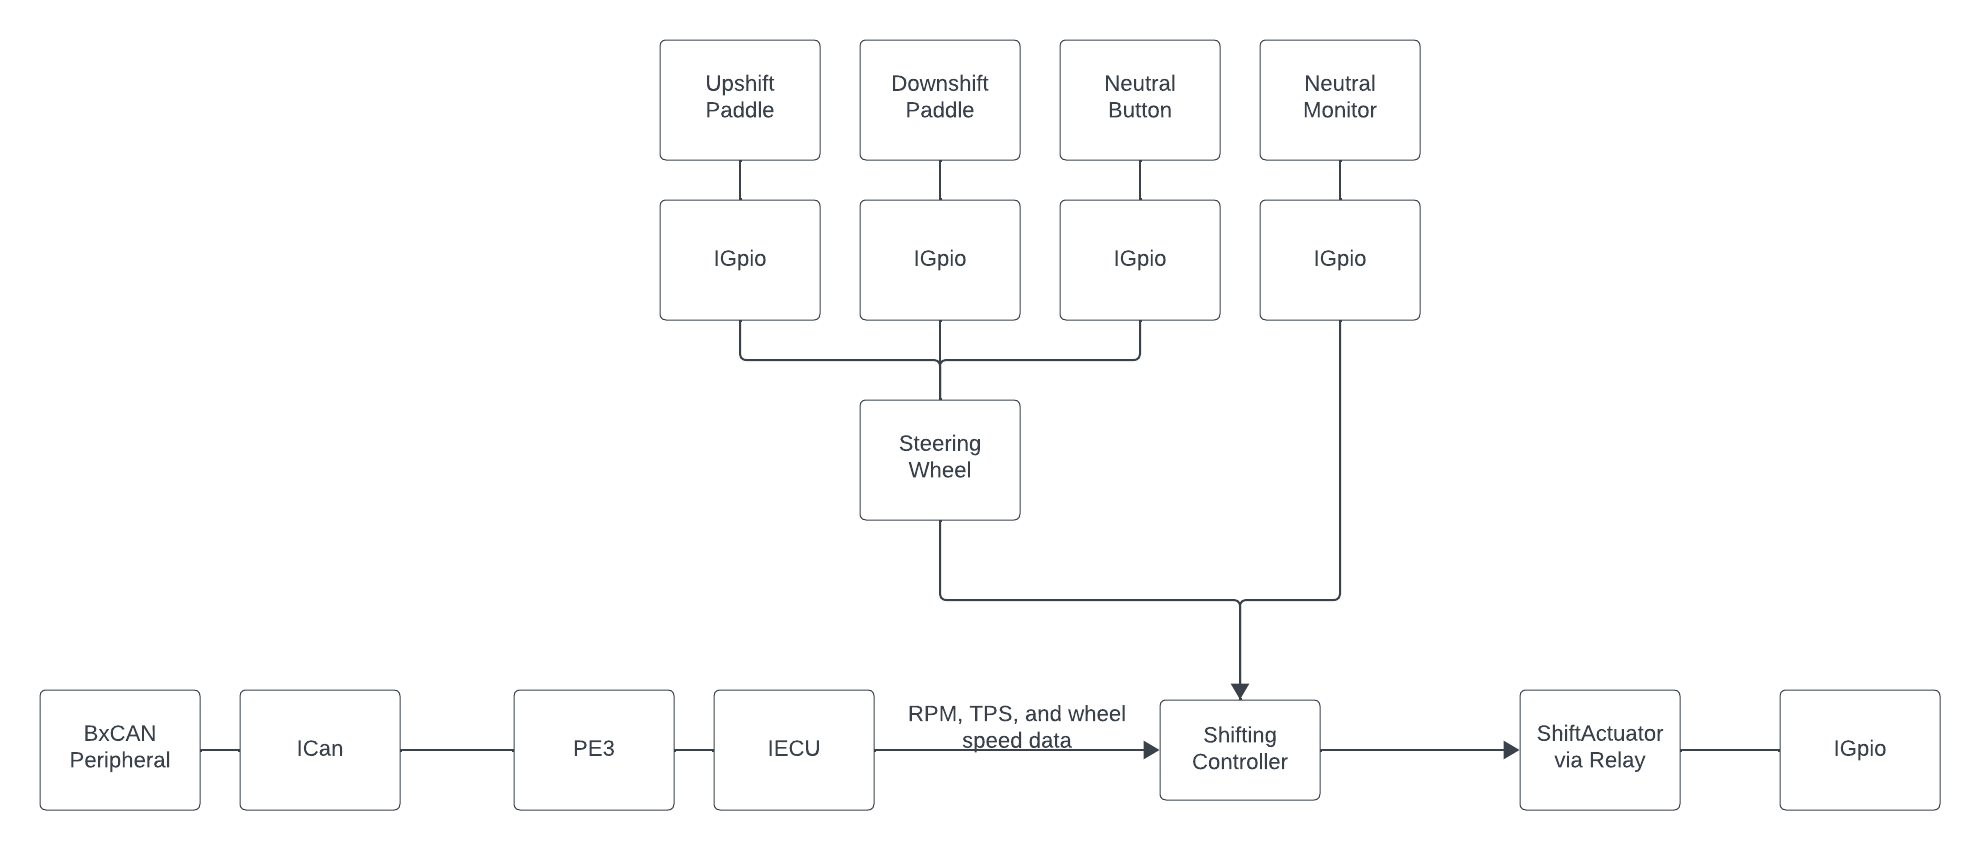 Upshift
Paddle
Downshift
Paddle
Neutral
Button
Neutral
Monitor
IGpio
IGpio
IGpio
IGpio
Steering
Wheel
BxCAN
Peripheral
ICan
PE3
IECU
RPM, TPS, and wheel
speed data
Shifting
Controller
ShiftActuator
via Relay
IGpio